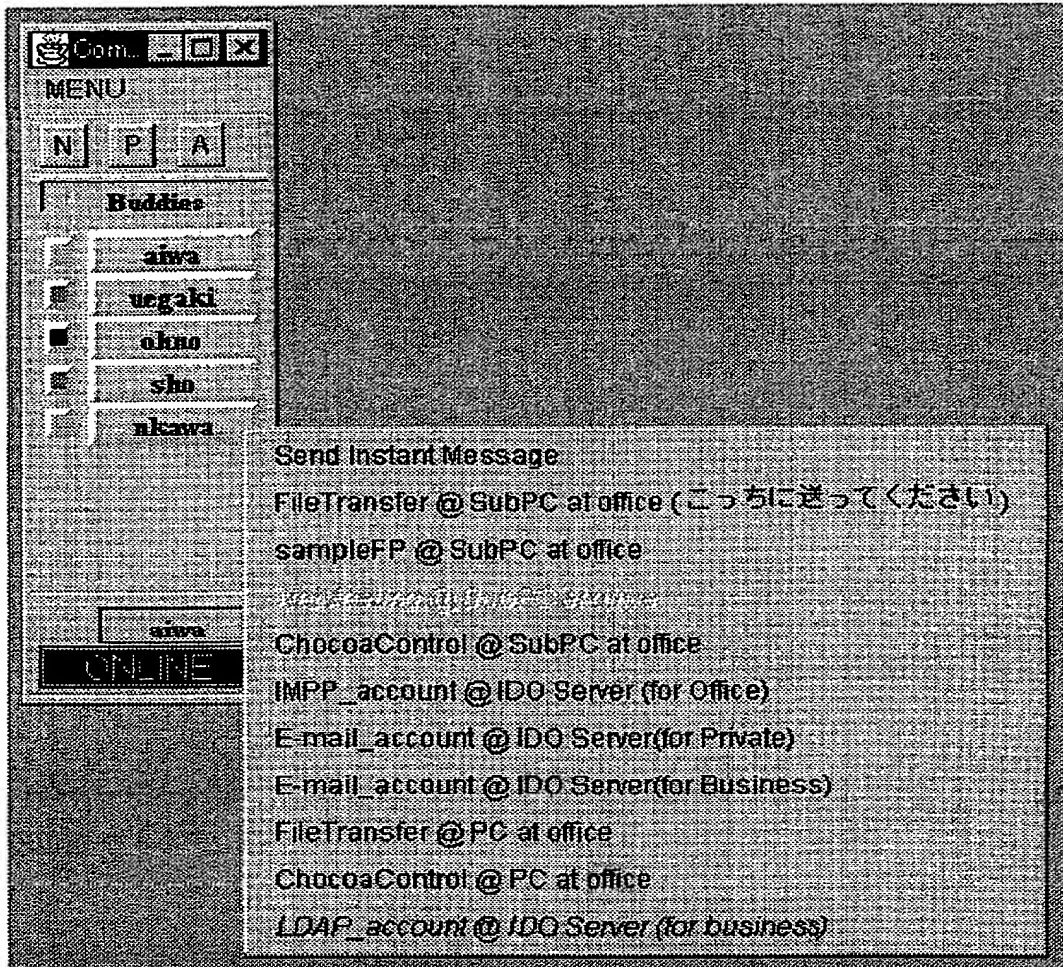 Com...
MENU
N P A
Buddies
aiwa
uegaki
ohno
sho
nkawa
Send Instant Message
FileTransfer @ SubPC at office (こっちに送ってください)
sampleFP @ SubPC at office
ChocoaControl @ SubPC at office
IMPP_account @ IDO Server (for Office)
E-mail_account @ IDO Server(for Private)
E-mail_account @ IDO Server(for Business)
FileTransfer @ PC at office
ChocoaControl @ PC at office
LDAP_account @ IDO Server (for business)
aiwa
ONLINE